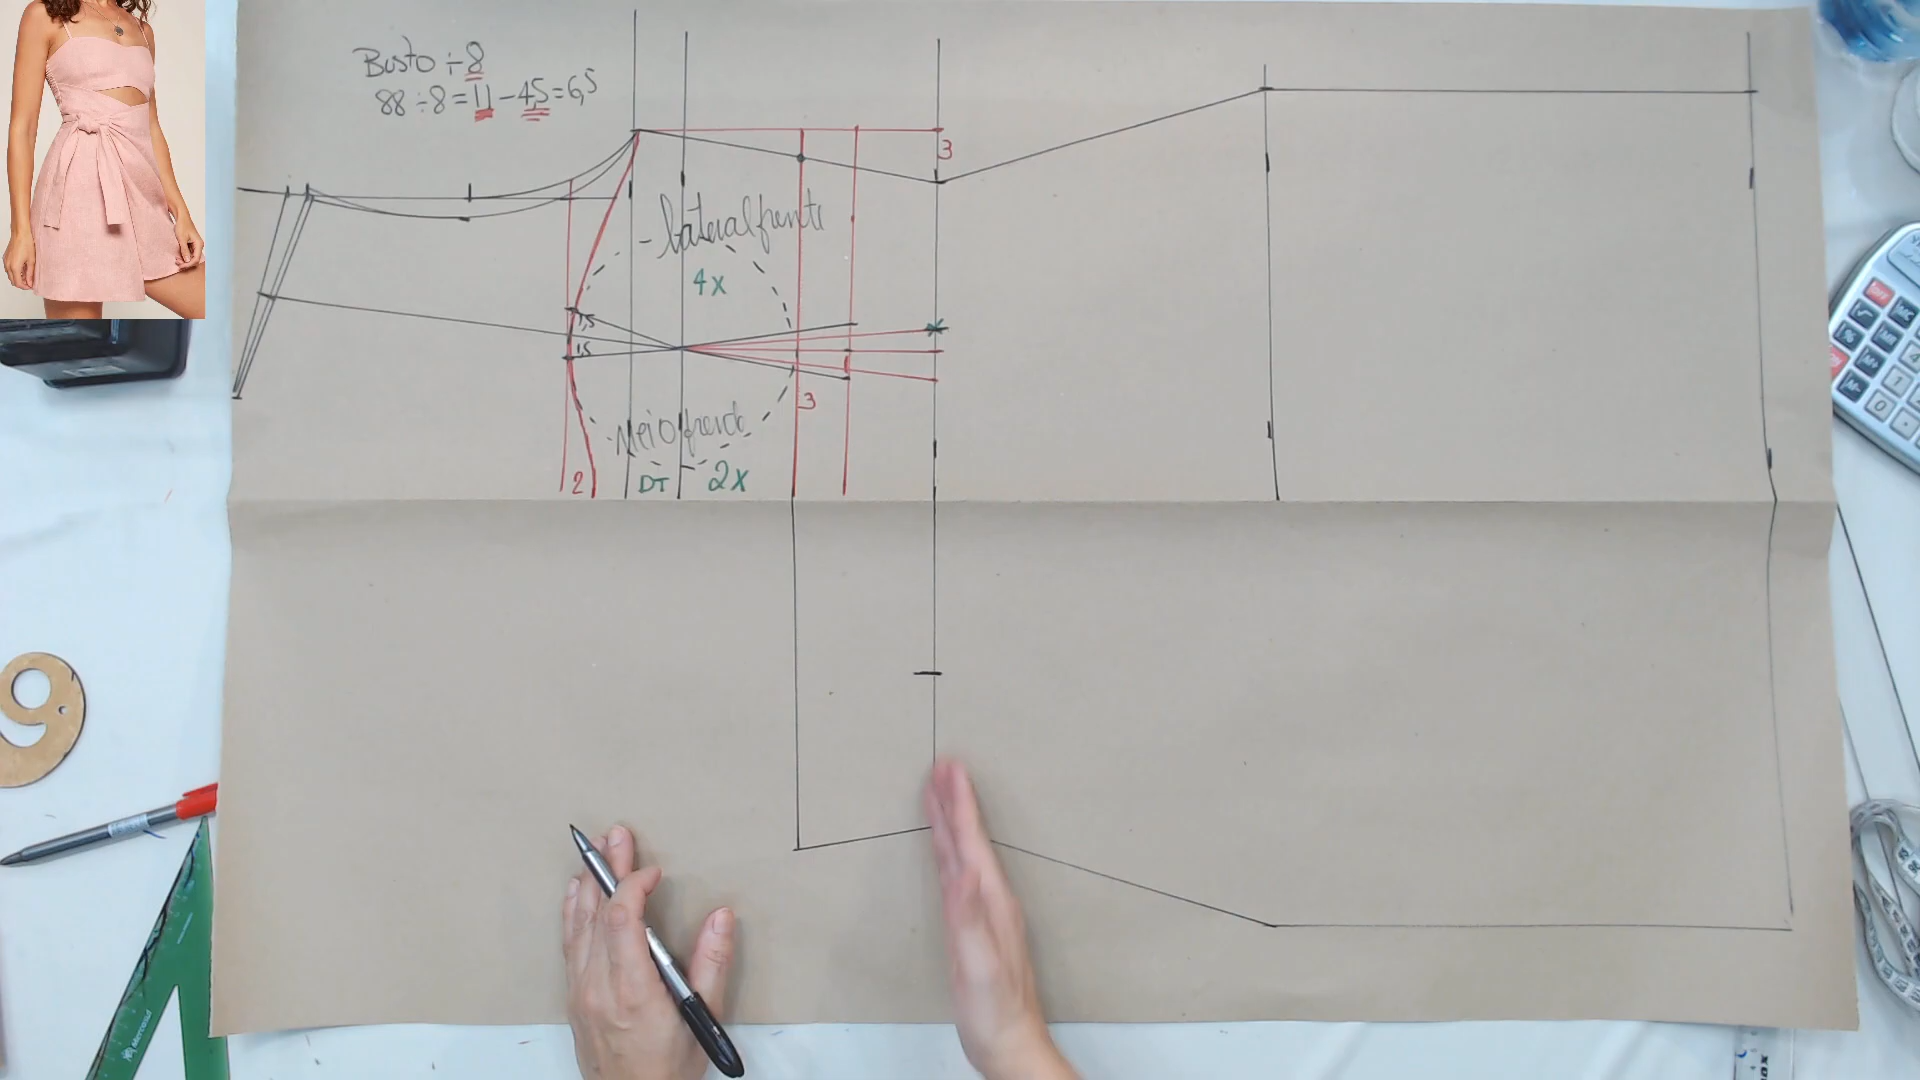 Busto ÷ 8
88 ÷ 8 = 11 - 4,5 = 6,5
3
- lateral frente
4x
1,5
1,5
3
Meio frente
2
DT
2x